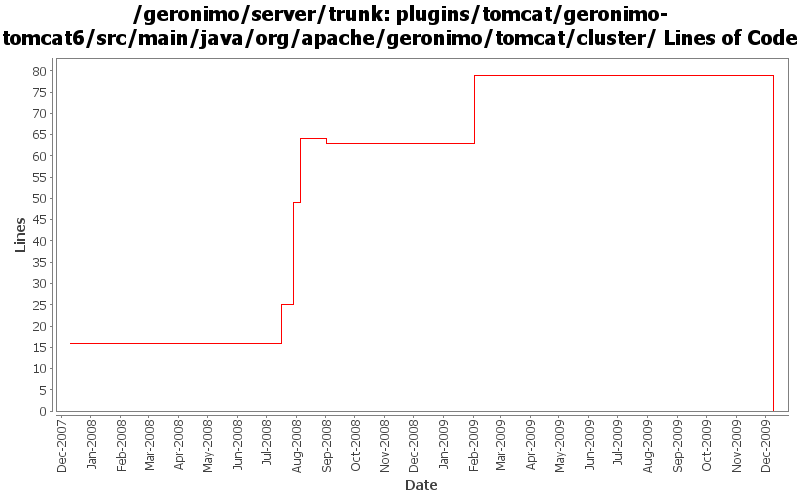 /geronimo/server/trunk: plugins/tomcat/geronimo-
tomcat6/src/main/java/org/apache/geronimo/tomcat/cluster/ Lines of Code
80
75
70
65
60
55
50
45
40
35
30
25
20
15
10
5
0
Lines
Dec-2007
Jan-2008
Feb-2008
Mar-2008
Apr-2008
May-2008
Jun-2008
Jul-2008
Aug-2008
Sep-2008
Oct-2008
Nov-2008
Dec-2008
Jan-2009
Feb-2009
Mar-2009
Apr-2009
May-2009
Jun-2009
Jul-2009
Aug-2009
Sep-2009
Oct-2009
Nov-2009
Dec-2009
Date